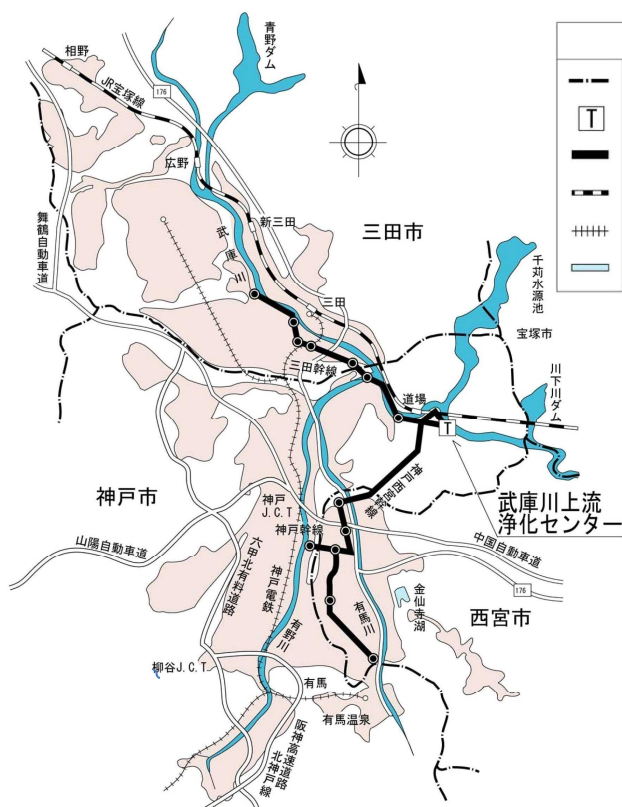 青野ダム
相野
JR宝塚線
176
T
広野
新三田
三田市
武庫川
舞鶴自動車道
千苅水源池
三田
宝塚市
三田幹線
川下川ダム
道場
T
神戸西宮幹線
武庫川上流
浄化センター
神戸市
神戸
J.C.T
神戸幹線
山陽自動車道
六甲北有料道路
神戸電鉄
中国自動車道
176
金仙寺湖
有馬川
西宮市
有野川
柳谷J.C.T
有馬
有馬温泉
阪神高速道路
北神戸線